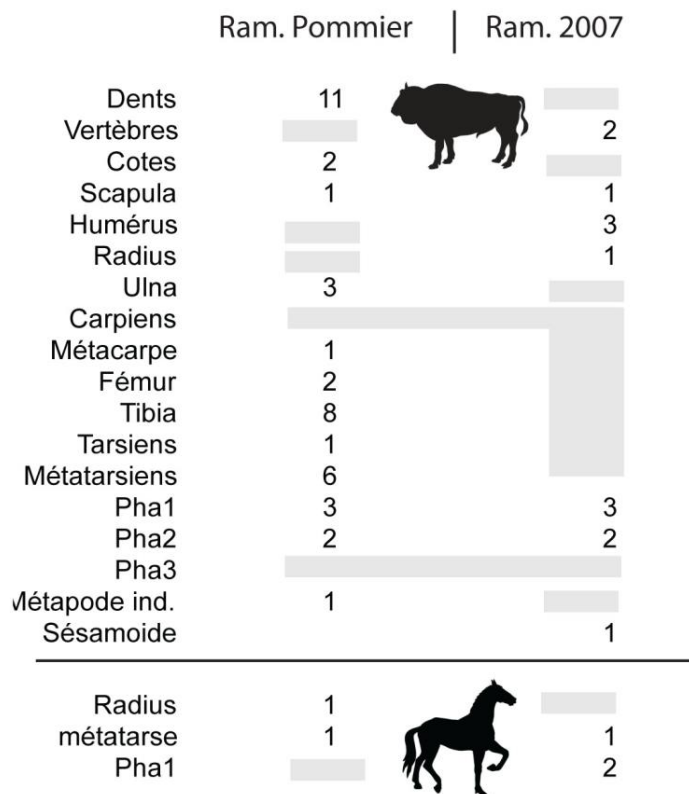 Ram. Pommier | Ram. 2007
Dents 11
Vertèbres 2
Cotes 2
Scapula 1 1
Humérus 3
Radius 1
Ulna 3
Carpiens
Métacarpe 1
Fémur 2
Tibia 8
Tarsiens 1
Métatarsiens 6
Pha1 3 3
Pha2 2 2
Pha3
Métapode ind. 1
Sésamoide 1
Radius 1
métatarse 1 1
Pha1 2